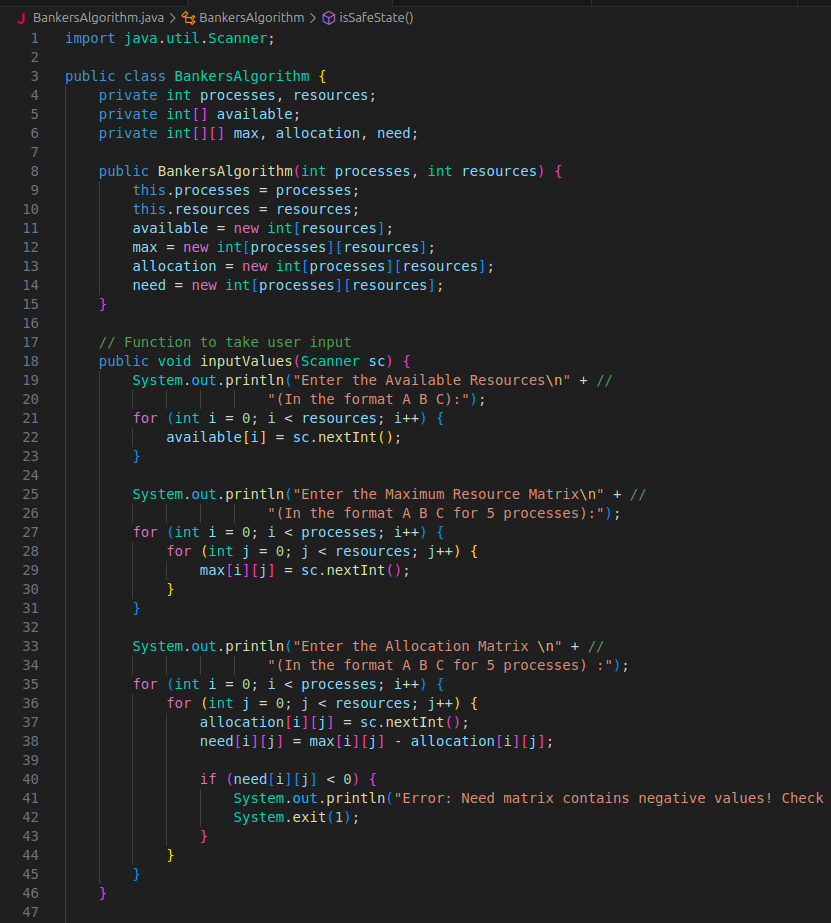 BankersAlgorithm.java > BankersAlgorithm > isSafeState()
1 import java.util.Scanner;
2
3 public class BankersAlgorithm {
4     private int processes, resources;
5     private int[] available;
6     private int[][] max, allocation, need;
7
8     public BankersAlgorithm(int processes, int resources) {
9         this.processes = processes;
10         this.resources = resources;
11         available = new int[resources];
12         max = new int[processes][resources];
13         allocation = new int[processes][resources];
14         need = new int[processes][resources];
15     }
16
17     // Function to take user input
18     public void inputValues(Scanner sc) {
19         System.out.println("Enter the Available Resources\n" + //
20                         "(In the format A B C):");
21         for (int i = 0; i < resources; i++) {
22             available[i] = sc.nextInt();
23         }
24
25         System.out.println("Enter the Maximum Resource Matrix\n" + //
26                         "(In the format A B C for 5 processes):");
27         for (int i = 0; i < processes; i++) {
28             for (int j = 0; j < resources; j++) {
29                 max[i][j] = sc.nextInt();
30             }
31         }
32
33         System.out.println("Enter the Allocation Matrix \n" + //
34                         "(In the format A B C for 5 processes) :");
35         for (int i = 0; i < processes; i++) {
36             for (int j = 0; j < resources; j++) {
37                 allocation[i][j] = sc.nextInt();
38                 need[i][j] = max[i][j] - allocation[i][j];
39
40                 if (need[i][j] < 0) {
41                     System.out.println("Error: Need matrix contains negative values! Check
42                     System.exit(1);
43                 }
44             }
45         }
46     }
47